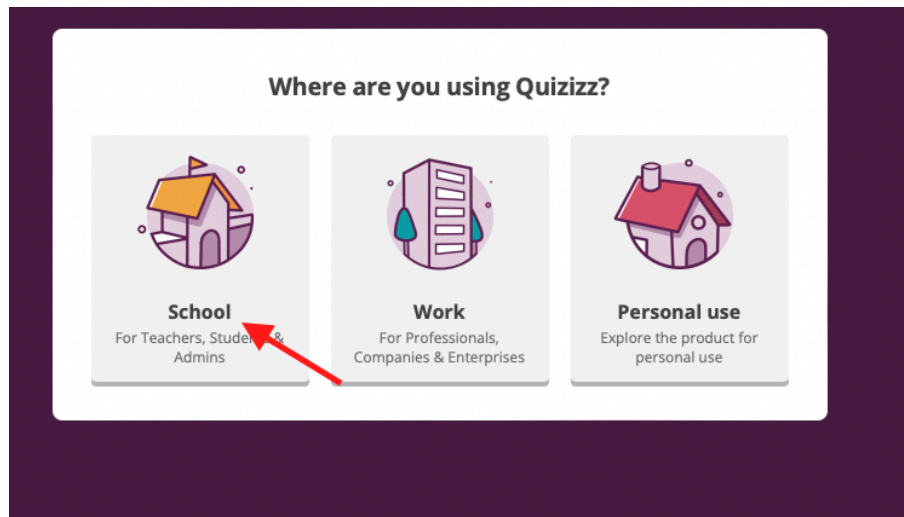 Where are you using Quizizz?
School
For Teachers, Students &
Admins
Work
For Professionals,
Companies & Enterprises
Personal use
Explore the product for
personal use